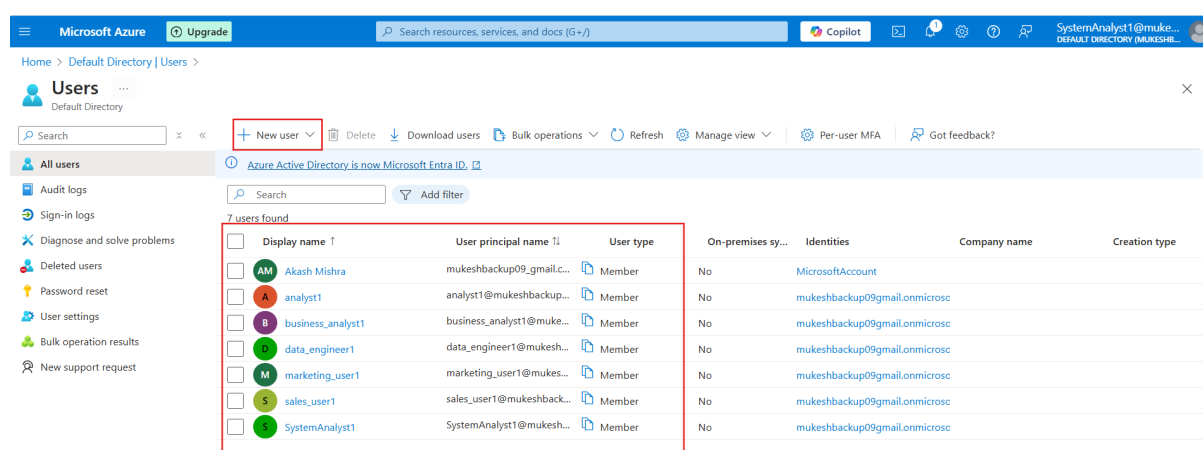 Microsoft Azure Upgrade Search resources, services, and docs (G+/) Copilot 1 SystemAnalyst1@muke...
DEFAULT DIRECTORY (MUKESHB...
Home > Default Directory | Users >
Users ...
Default Directory
Search
New user Delete Download users Bulk operations Refresh Manage view Per-user MFA Got feedback?
All users
Audit logs
Sign-in logs
Diagnose and solve problems
Deleted users
Password reset
User settings
Bulk operation results
New support request
Azure Active Directory is now Microsoft Entra ID.
Search Add filter
7 users found
Display name ↑ User principal name ↑↓ User type On-premises sy... Identities Company name Creation type
AM Akash Mishra mukeshbackup09_gmail.c... Member No MicrosoftAccount
A analyst1 analyst1@mukeshbackup... Member No mukeshbackup09gmail.onmicrosc
B business_analyst1 business_analyst1@muke... Member No mukeshbackup09gmail.onmicrosc
D data_engineer1 data_engineer1@mukesh... Member No mukeshbackup09gmail.onmicrosc
M marketing_user1 marketing_user1@mukes... Member No mukeshbackup09gmail.onmicrosc
S sales_user1 sales_user1@mukeshback... Member No mukeshbackup09gmail.onmicrosc
S SystemAnalyst1 SystemAnalyst1@mukesh... Member No mukeshbackup09gmail.onmicrosc